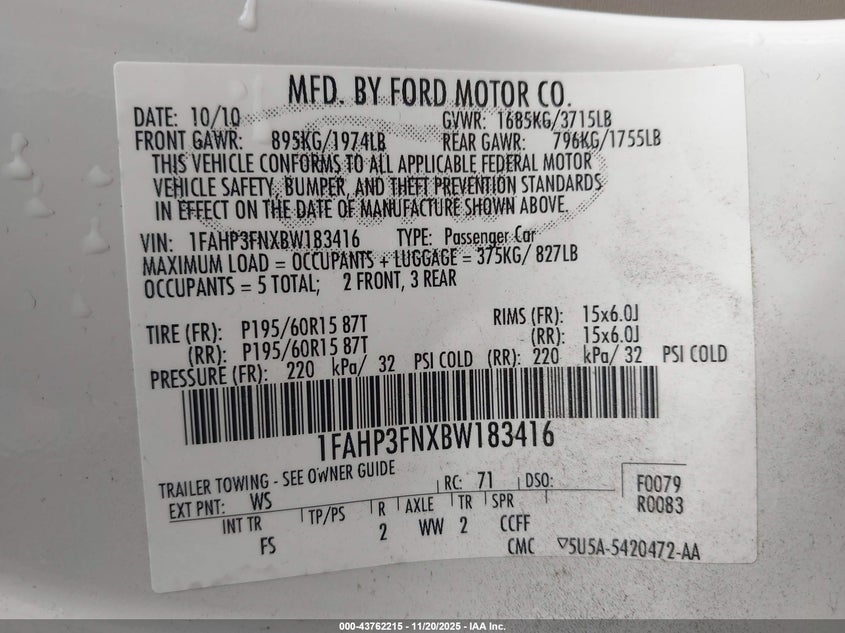 MFD. BY FORD MOTOR CO.
DATE: 10/10 GVWR: 1685KG/3715LB
FRONT GAWR: 895KG/1974LB REAR GAWR: 796KG/1755LB
THIS VEHICLE CONFORMS TO ALL APPLICABLE FEDERAL MOTOR
VEHICLE SAFETY, BUMPER, AND THEFT PREVENTION STANDARDS
IN EFFECT ON THE DATE OF MANUFACTURE SHOWN ABOVE.
VIN: 1FAHP3FNXBW183416 TYPE: Passenger Car
MAXIMUM LOAD = OCCUPANTS + LUGGAGE = 375KG/ 827LB
OCCUPANTS = 5 TOTAL; 2 FRONT, 3 REAR
TIRE (FR): P195/60R15 87T RIMS (FR): 15x6.0J
(RR): P195/60R15 87T (RR): 15x6.0J
PRESSURE (FR): 220 kPa/ 32 PSI COLD (RR): 220 kPa/ 32 PSI COLD
1FAHP3FNXBW183416
TRAILER TOWING - SEE OWNER GUIDE
EXT PNT: WS RC: 71 DSO: F0079
R0083
INT TR TP/PS R AXLE TR SPR
FS 2 WW 2 CCFF
CMC ▽5U5A-5420472-AA
000-43762215 - 11/20/2025 - IAA Inc.